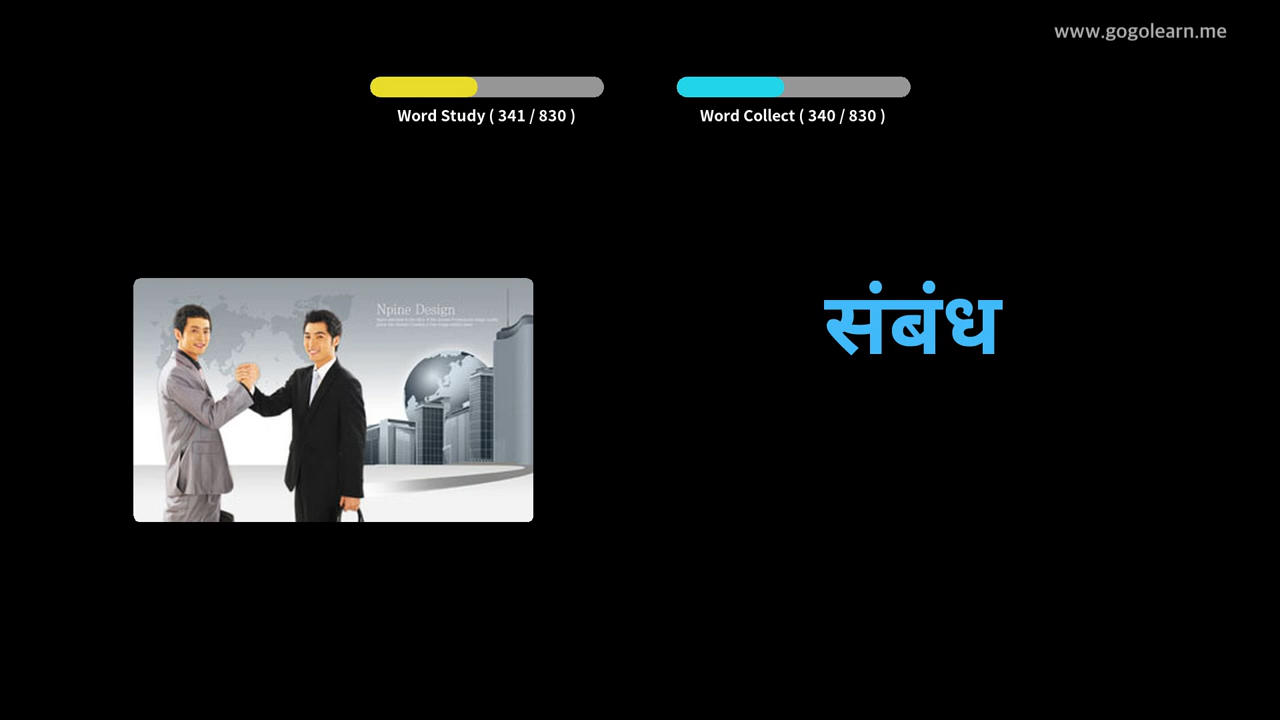 www.gogolearn.me
Word Study ( 341 / 830 )
Word Collect ( 340 / 830 )
Npine Design
संबंध